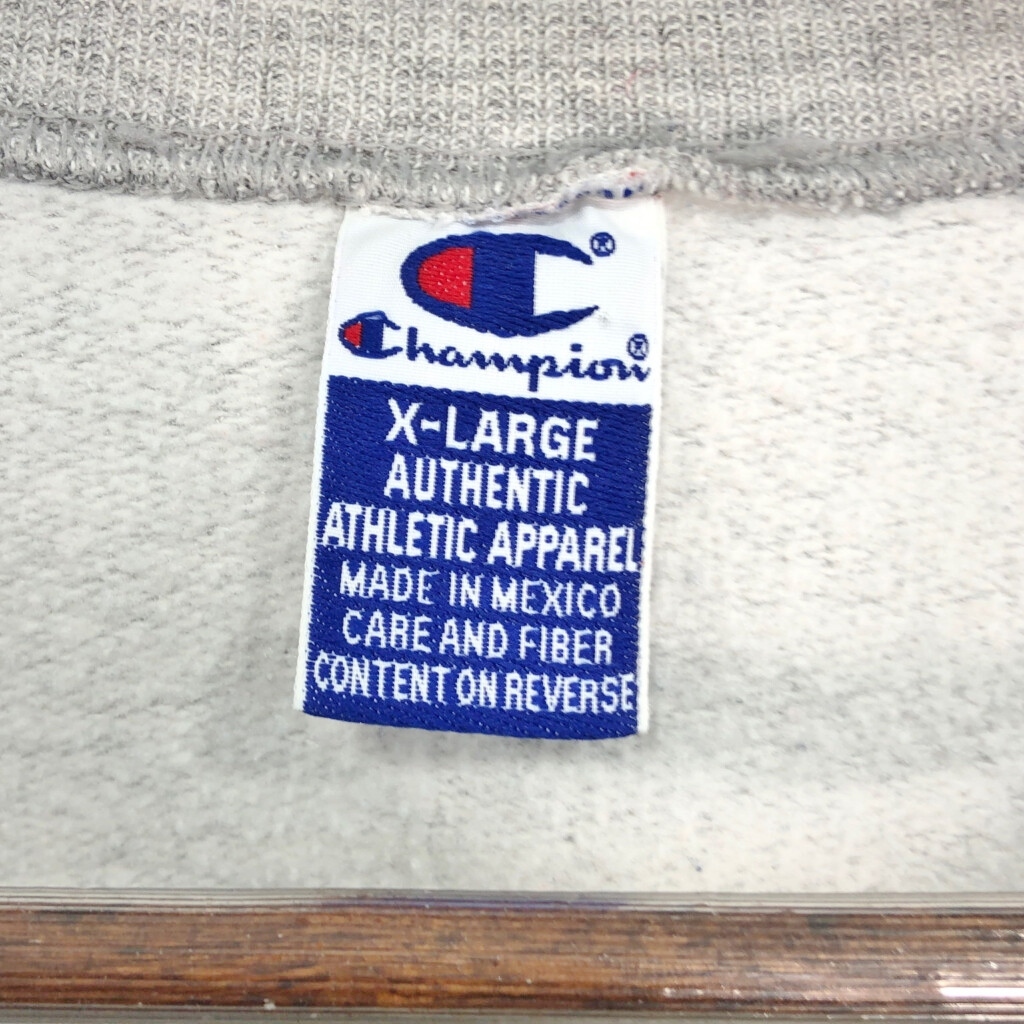 ®
Champion®
X-LARGE
AUTHENTIC
ATHLETIC APPAREL
MADE IN MEXICO
CARE AND FIBER
CONTENT ON REVERSE